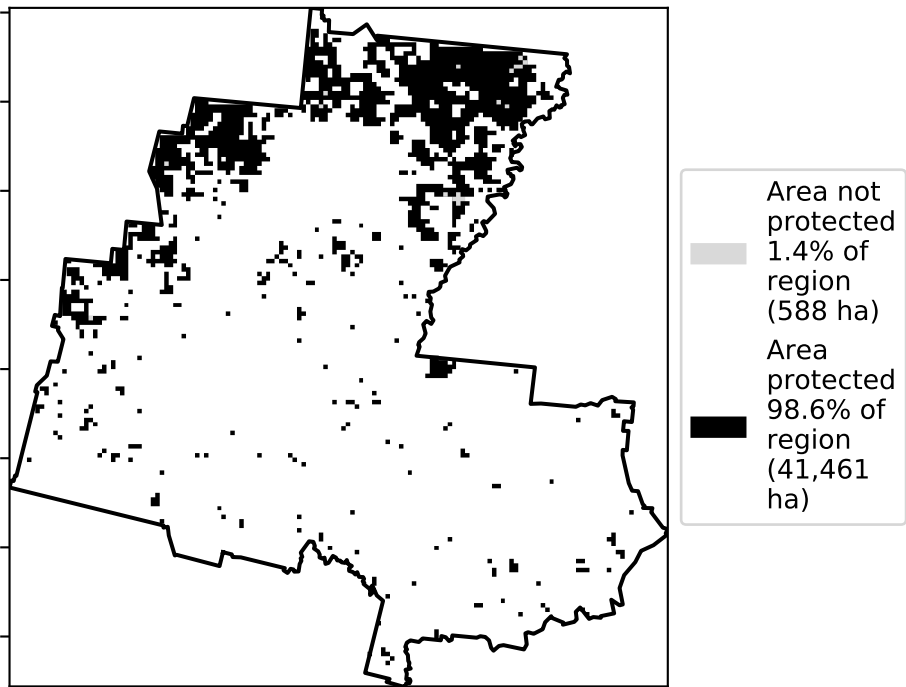 Area not
protected
1.4% of
region
(588 ha)
Area
protected
98.6% of
region
(41,461
ha)